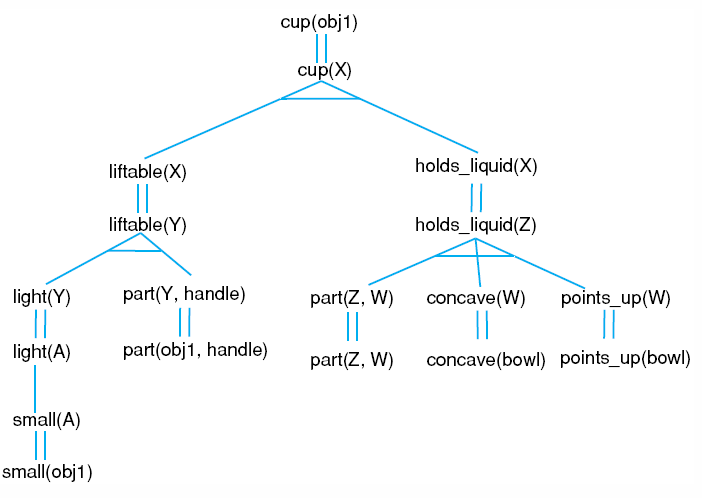 cup(obj1)
cup(X)
liftable(X)
holds_liquid(X)
liftable(Y)
holds_liquid(Z)
light(Y)
part(Y, handle)
part(Z, W)
concave(W)
points_up(W)
light(A)
part(obj1, handle)
part(Z, W)
concave(bowl)
points_up(bowl)
small(A)
small(obj1)